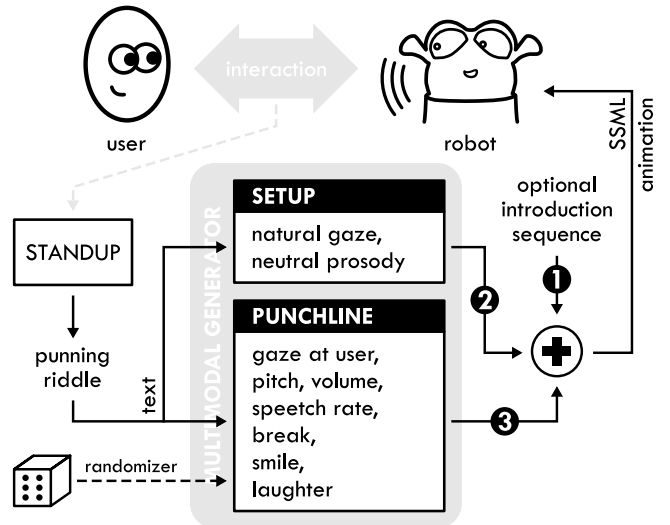 interaction
user
robot
SSML
animation
optional
introduction
sequence
1
STANDUP
punning
riddle
text
randomizer
MULTIMODAL GENERATOR
SETUP
natural gaze,
neutral prosody
2
PUNCHLINE
gaze at user,
pitch, volume,
speetch rate,
break,
smile,
laughter
3